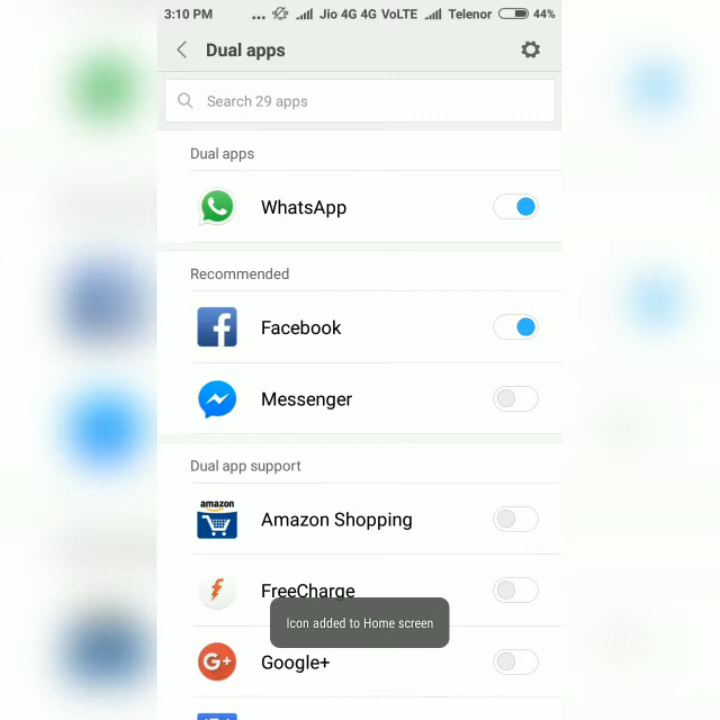 3:10 PM ... Jio 4G 4G VoLTE Telenor 44%
Dual apps
Search 29 apps
Dual apps
WhatsApp
Recommended
Facebook
Messenger
Dual app support
amazon
Amazon Shopping
FreeCharge
Icon added to Home screen
G+
Google+